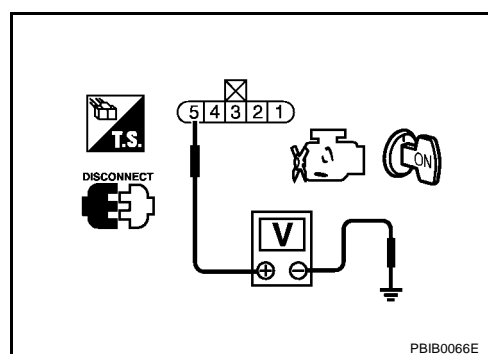 5 4 3 2 1
T.S.
ON
DISCONNECT
V
+ −
PBIB0066E